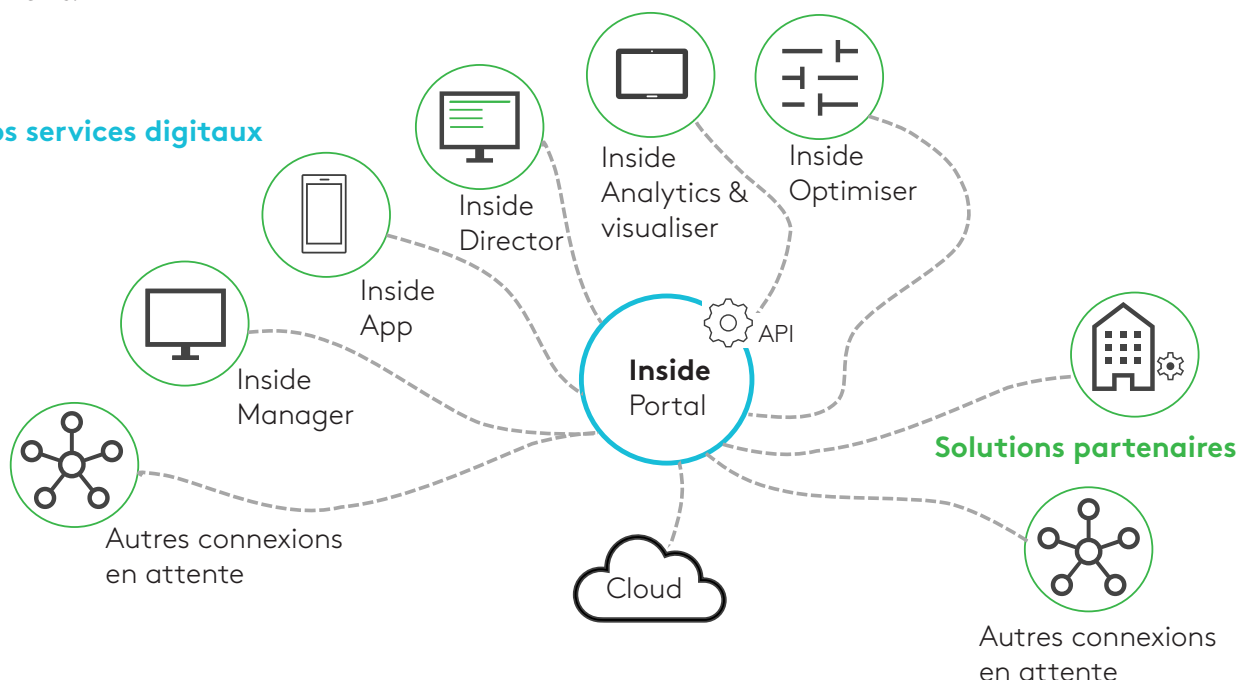 os services digitaux
Inside
Analytics &
visualiser
Inside
Optimiser
Inside
Director
Inside
App
API
Inside
Portal
Inside
Manager
Solutions partenaires
Autres connexions
en attente
Cloud
Autres connexions
en attente